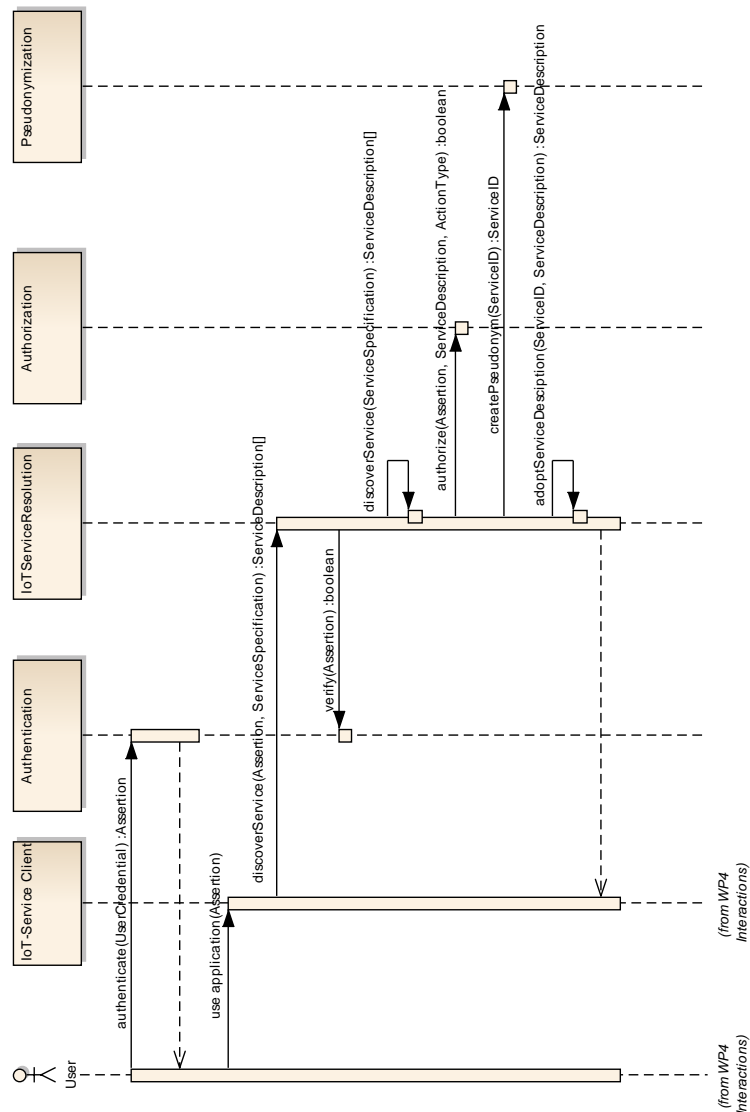 User
IoT-Service Client
Authentication
IoTServiceResolution
Authorization
Pseudonymization
authenticate(UserCredential) :Assertion
use application(Assertion)
discoverService(Assertion, ServiceSpecification) :ServiceDescription[]
verify(Assertion) :boolean
discoverService(ServiceSpecification) :ServiceDescription[]
authorize(Assertion, ServiceDescription, ActionType) :boolean
createPseudonym(ServiceID) :ServiceID
adoptServiceDesciption(ServiceID, ServiceDescription) :ServiceDescription
(from WP4
Interactions)
(from WP4
Interactions)